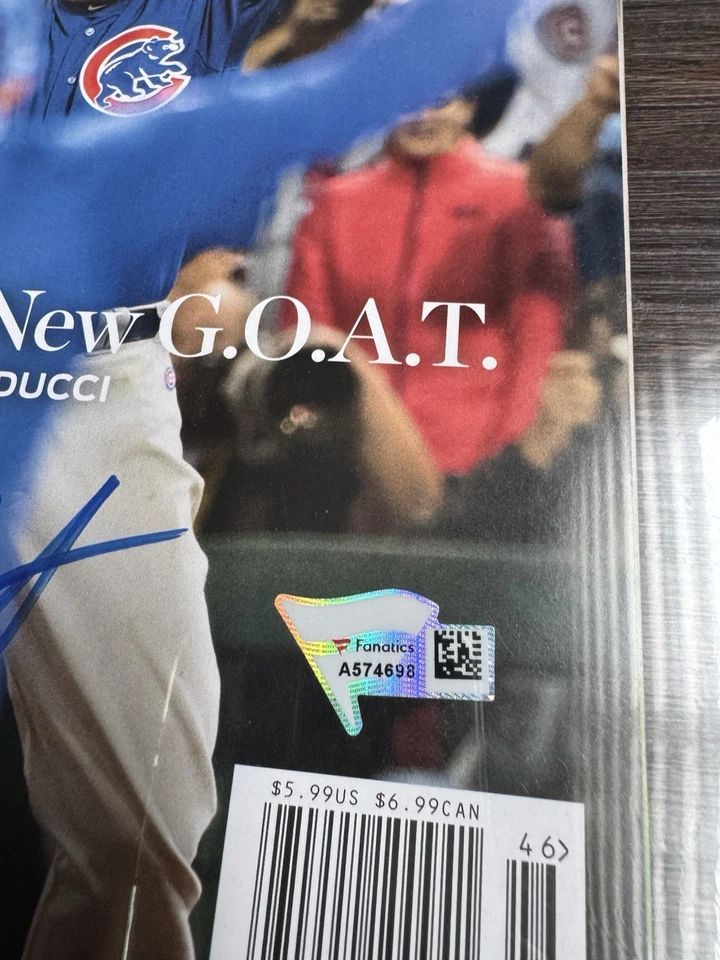 New G.O.A.T.
DUCCI
Fanatics
A574698
$5.99US $6.99CAN
46>